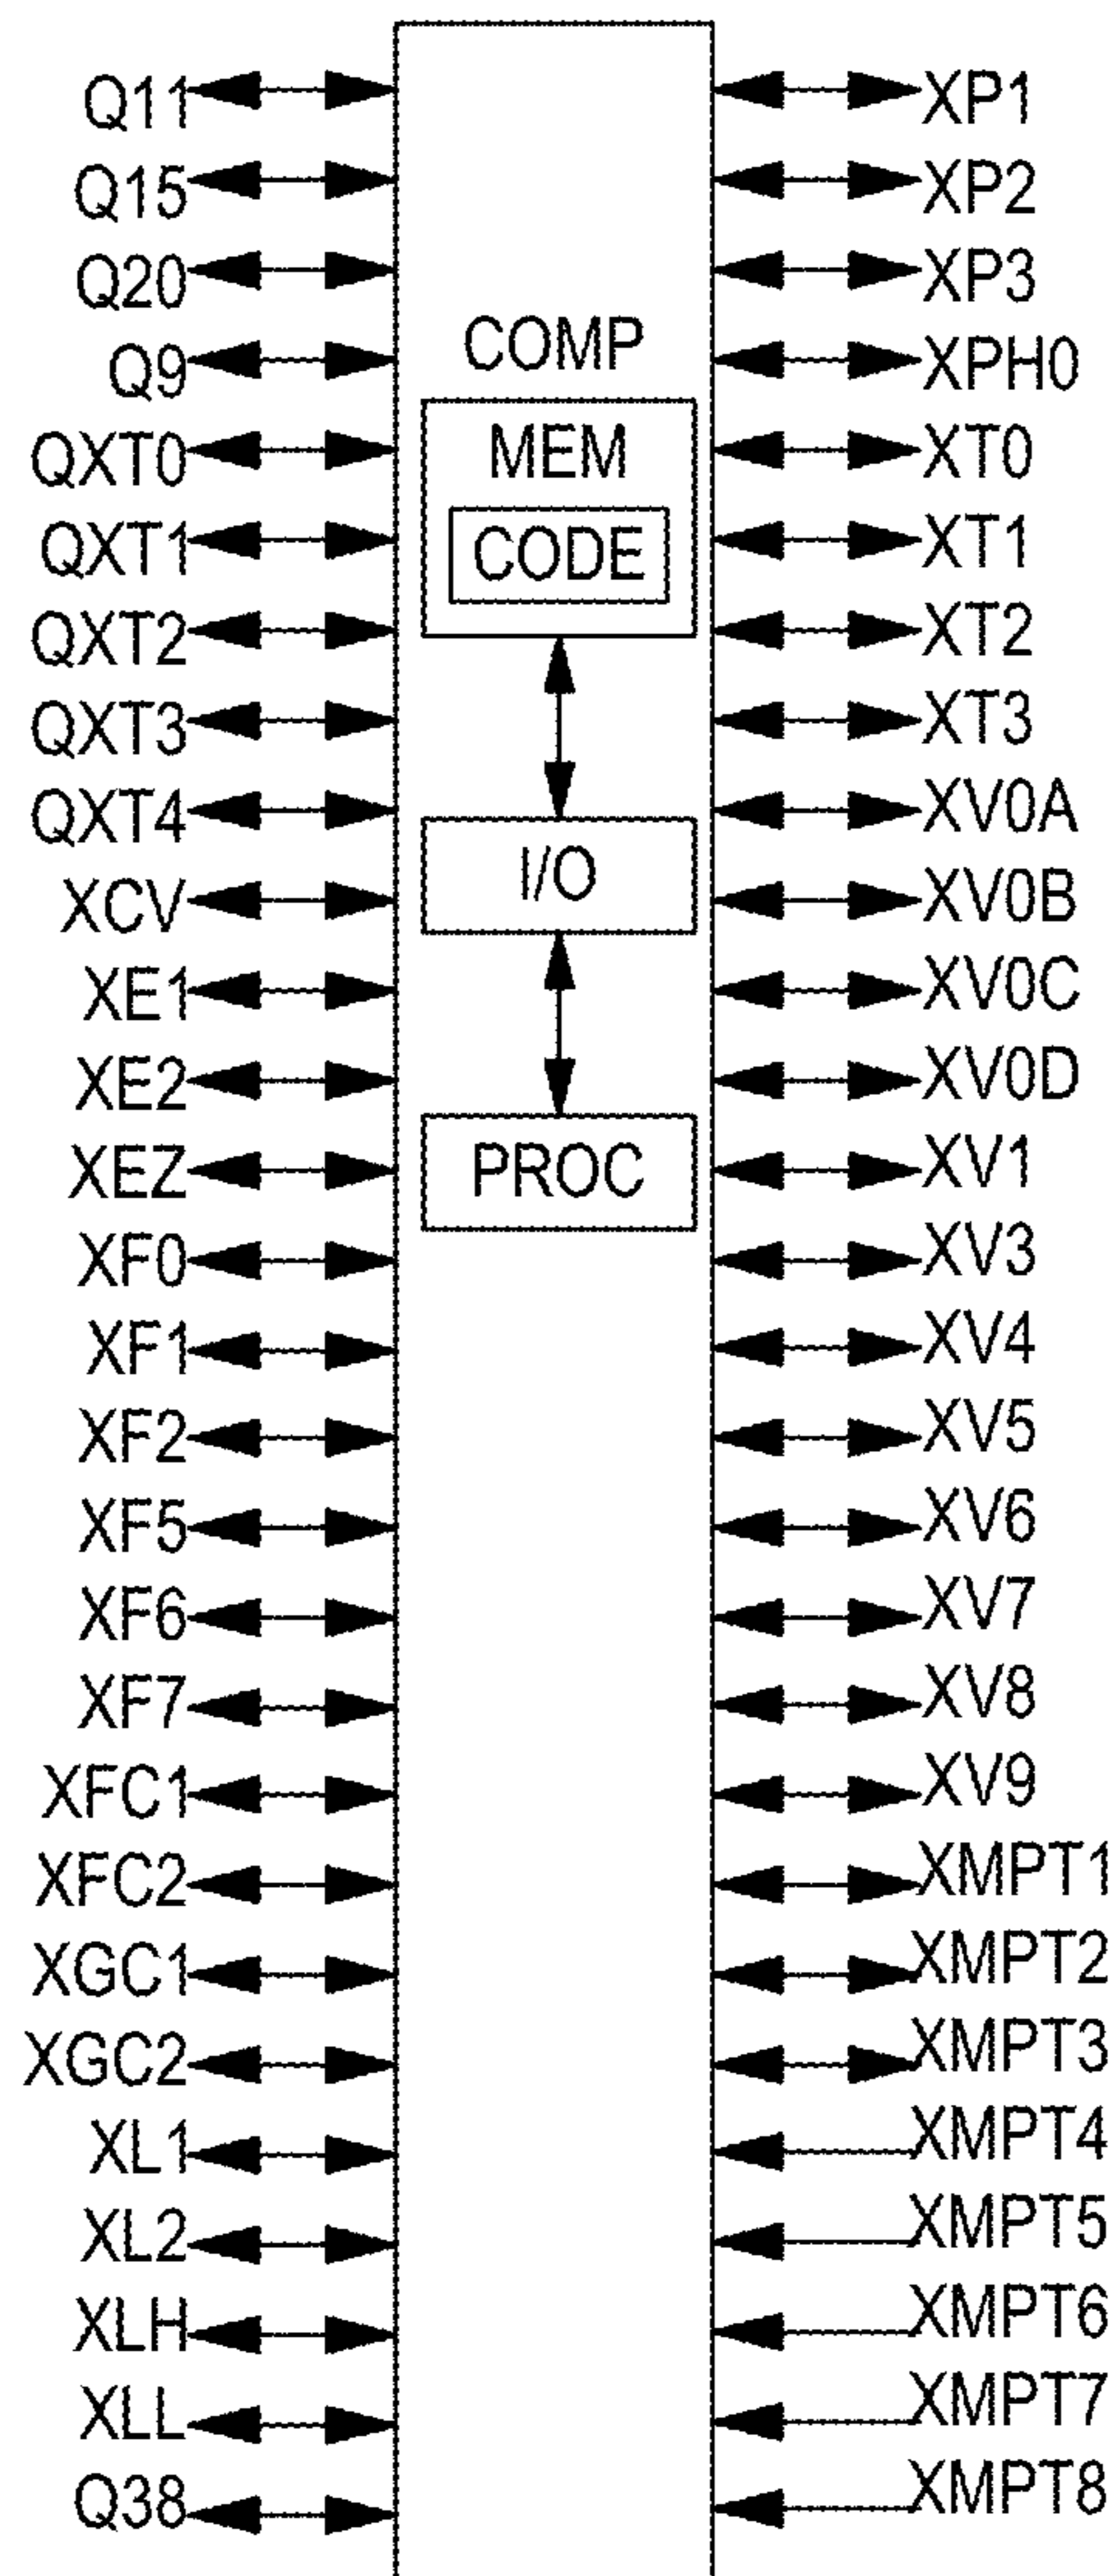 Q11
Q15
Q20
Q9
QXT0
QXT1
QXT2
QXT3
QXT4
XCV
XE1
XE2
XEZ
XF0
XF1
XF2
XF5
XF6
XF7
XFC1
XFC2
XGC1
XGC2
XL1
XL2
XLH
XLL
Q38
COMP
MEM
CODE
I/O
PROC
XP1
XP2
XP3
XPH0
XT0
XT1
XT2
XT3
XV0A
XV0B
XV0C
XV0D
XV1
XV3
XV4
XV5
XV6
XV7
XV8
XV9
XMPT1
XMPT2
XMPT3
XMPT4
XMPT5
XMPT6
XMPT7
XMPT8